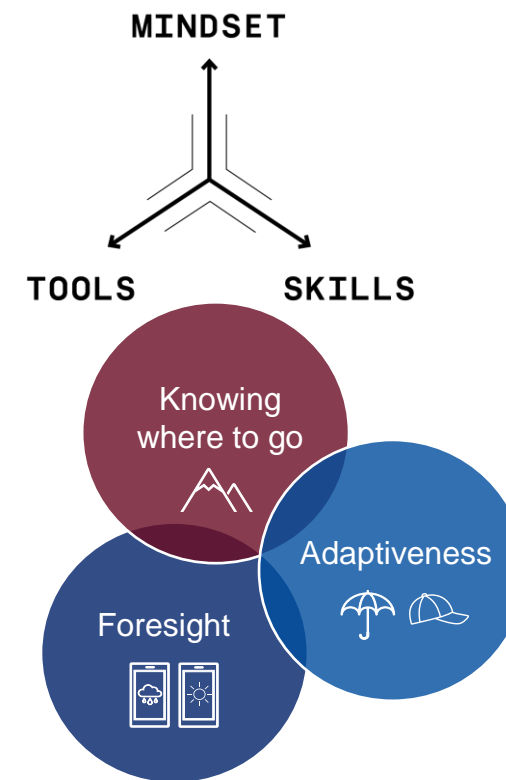 MINDSET
TOOLS
SKILLS
Knowing
where to go
Adaptiveness
Foresight